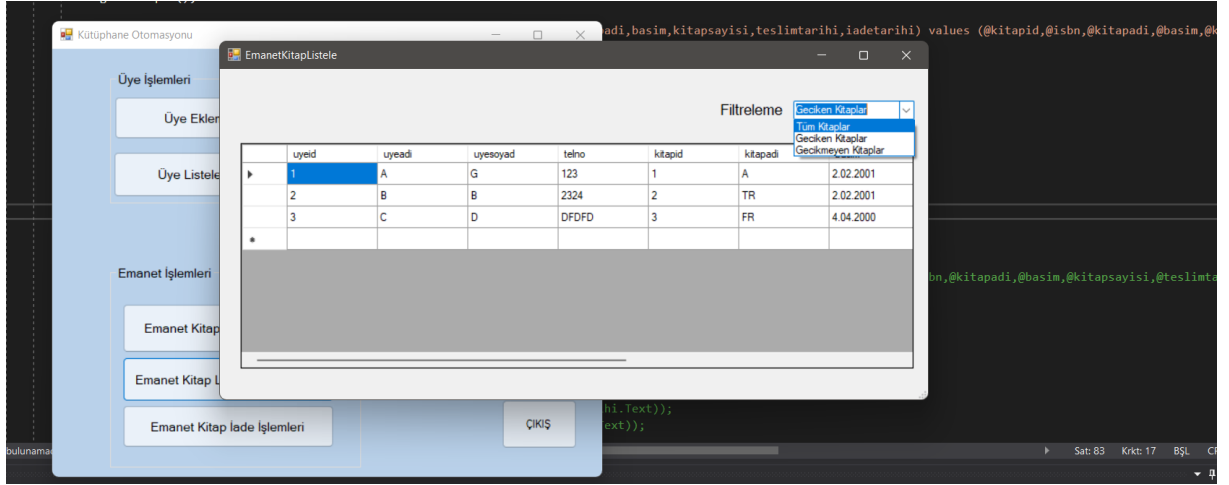 Kütüphane Otomasyonu
adi,basim,kitapsayisi,teslimtarihi,iadetarihi) values (@kitapid,@isbn,@kitapadi,@basim,@k
EmanetKitapListele
Üye İşlemleri
Üye Ekler
Üye Listele
Filtreleme
Geciken Kitaplar
Tüm Kitaplar
Geciken Kitaplar
Gecikmeyen Kitaplar
uyeid uyeadi uyesoyad telno kitapid kitapadi
1 A G 123 1 A 2.02.2001
2 B B 2324 2 TR 2.02.2001
3 C D DFDFD 3 FR 4.04.2000
Emanet İşlemleri
bn,@kitapadi,@basim,@kitapsayisi,@teslimta
Emanet Kitap
Emanet Kitap L
Emanet Kitap İade İşlemleri
ÇIKIŞ
hi.Text));
ext));
bulunama
Sat: 83 Krkt: 17 BŞL